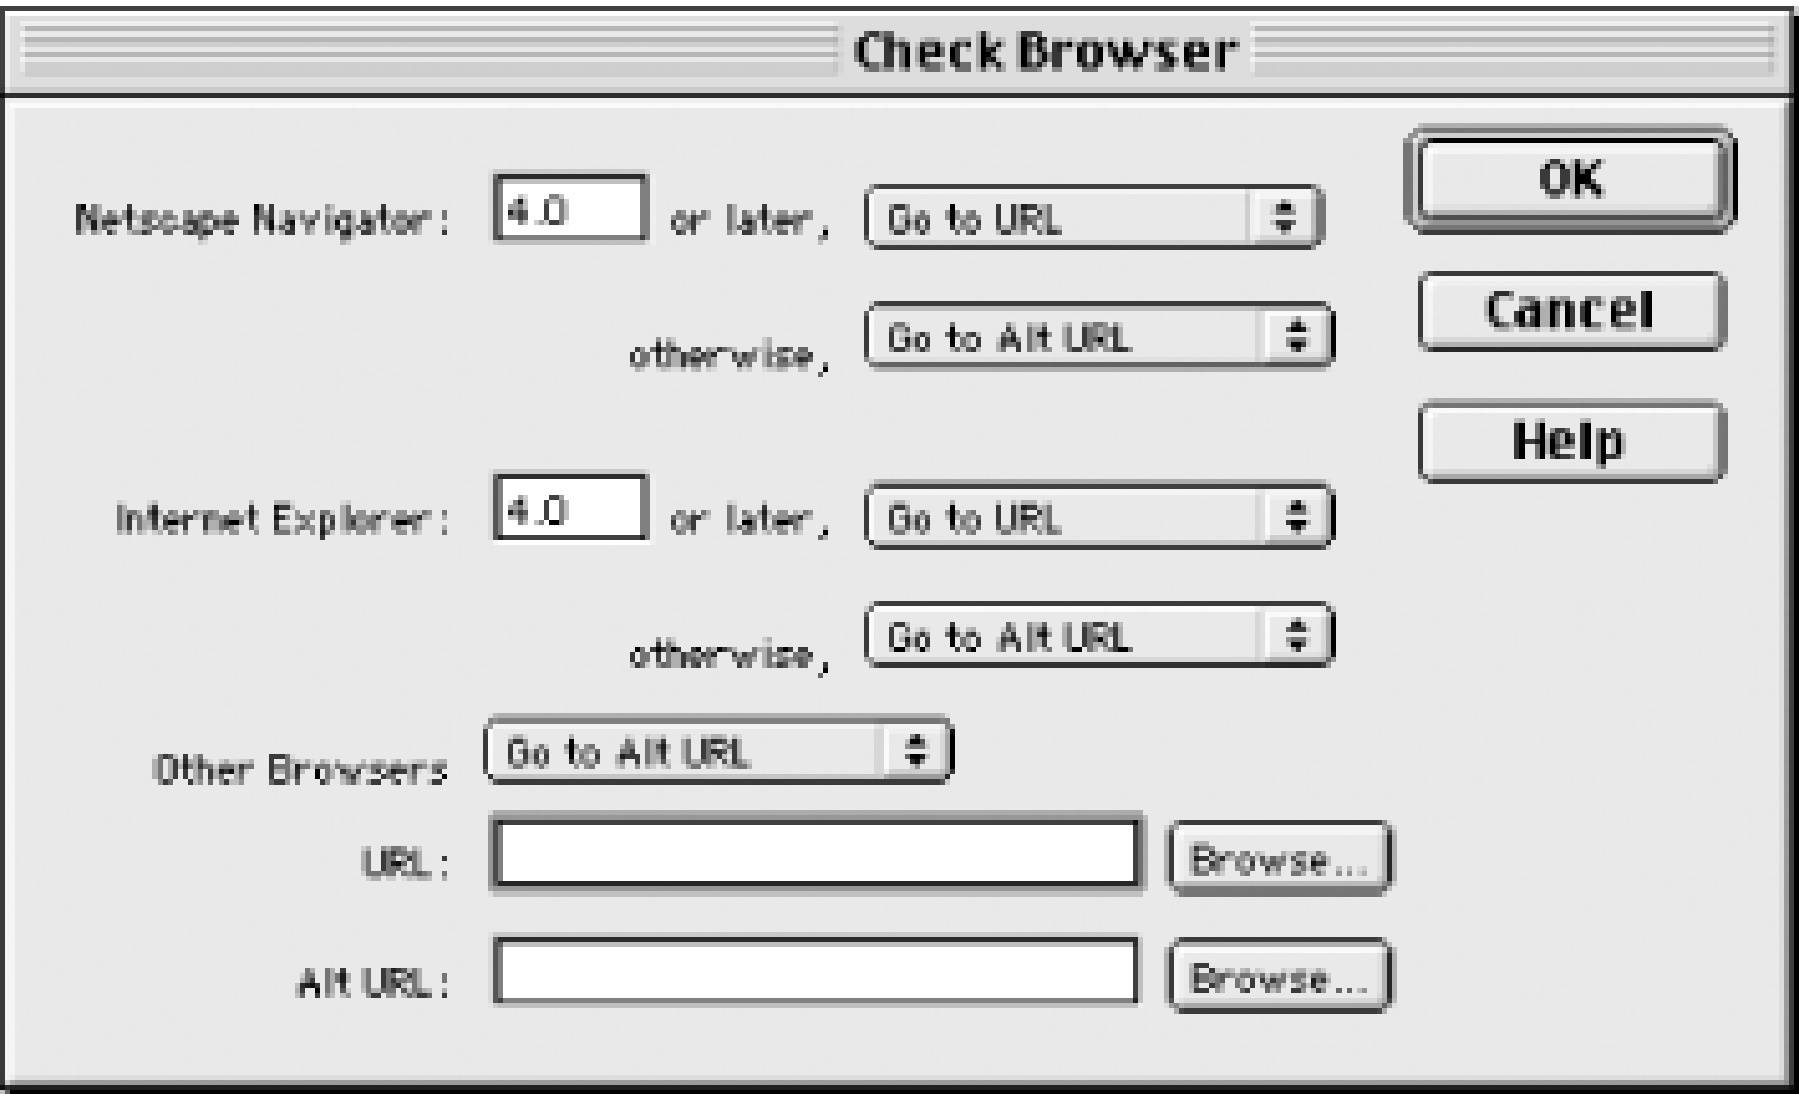 Check Browser
Netscape Navigator: 4.0 or later, Go to URL OK
otherwise, Go to Alt URL Cancel
Help
Internet Explorer: 4.0 or later, Go to URL
otherwise, Go to Alt URL
Other Browsers Go to Alt URL
URL: Browse...
Alt URL: Browse...